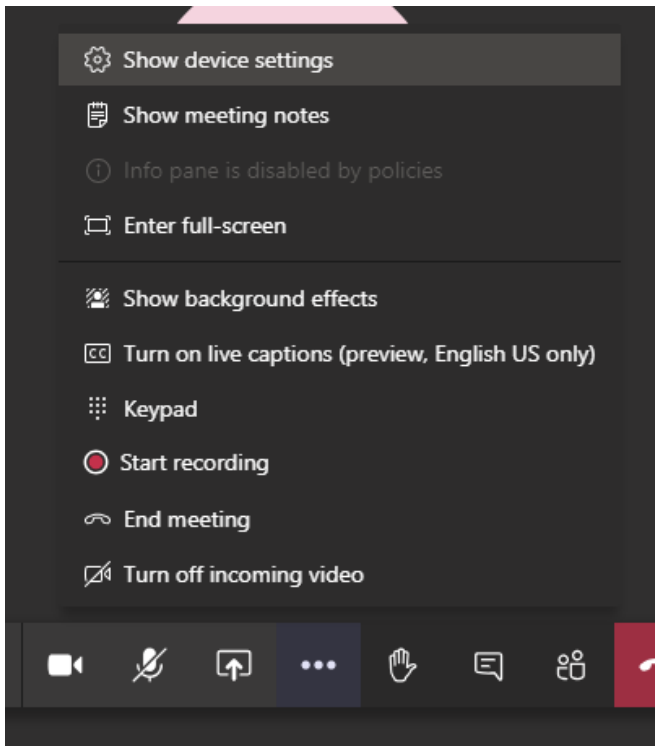 Show device settings
Show meeting notes
Info pane is disabled by policies
Enter full-screen
Show background effects
CC Turn on live captions (preview, English US only)
Keypad
Start recording
End meeting
Turn off incoming video